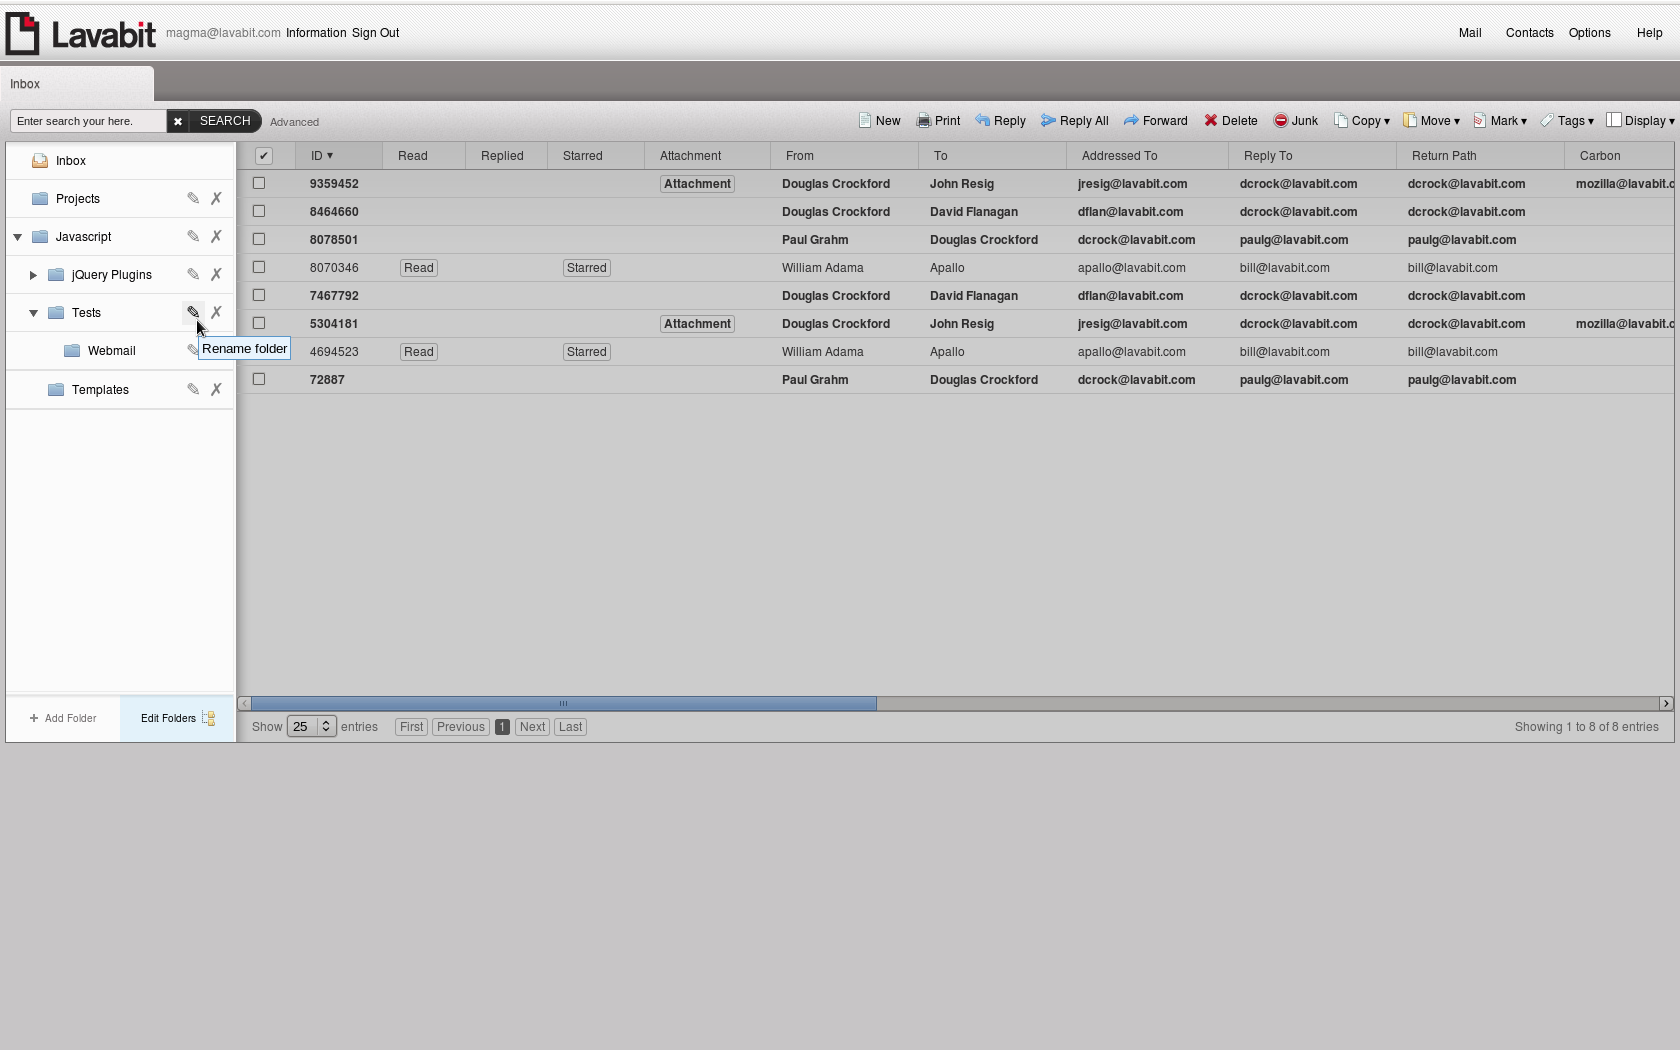 Lavabit magma@lavabit.com Information Sign Out Mail Contacts Options Help
Inbox
Enter search your here. SEARCH Advanced New Print Reply Reply All Forward Delete Junk Copy Move Mark Tags Display
Inbox
Projects
Javascript
jQuery Plugins
Tests
Rename folder
Webmail
Templates
Add Folder Edit Folders
ID Read Replied Starred Attachment From To Addressed To Reply To Return Path Carbon
9359452 Attachment Douglas Crockford John Resig jresig@lavabit.com dcrock@lavabit.com dcrock@lavabit.com mozilla@lavabit.c
8464660 Douglas Crockford David Flanagan dflan@lavabit.com dcrock@lavabit.com dcrock@lavabit.com
8078501 Paul Grahm Douglas Crockford dcrock@lavabit.com paulg@lavabit.com paulg@lavabit.com
8070346 Read Starred William Adama Apallo apallo@lavabit.com bill@lavabit.com bill@lavabit.com
7467792 Douglas Crockford David Flanagan dflan@lavabit.com dcrock@lavabit.com dcrock@lavabit.com
5304181 Attachment Douglas Crockford John Resig jresig@lavabit.com dcrock@lavabit.com dcrock@lavabit.com mozilla@lavabit.c
4694523 Read Starred William Adama Apallo apallo@lavabit.com bill@lavabit.com bill@lavabit.com
72887 Paul Grahm Douglas Crockford dcrock@lavabit.com paulg@lavabit.com paulg@lavabit.com
Show 25 entries First Previous 1 Next Last Showing 1 to 8 of 8 entries